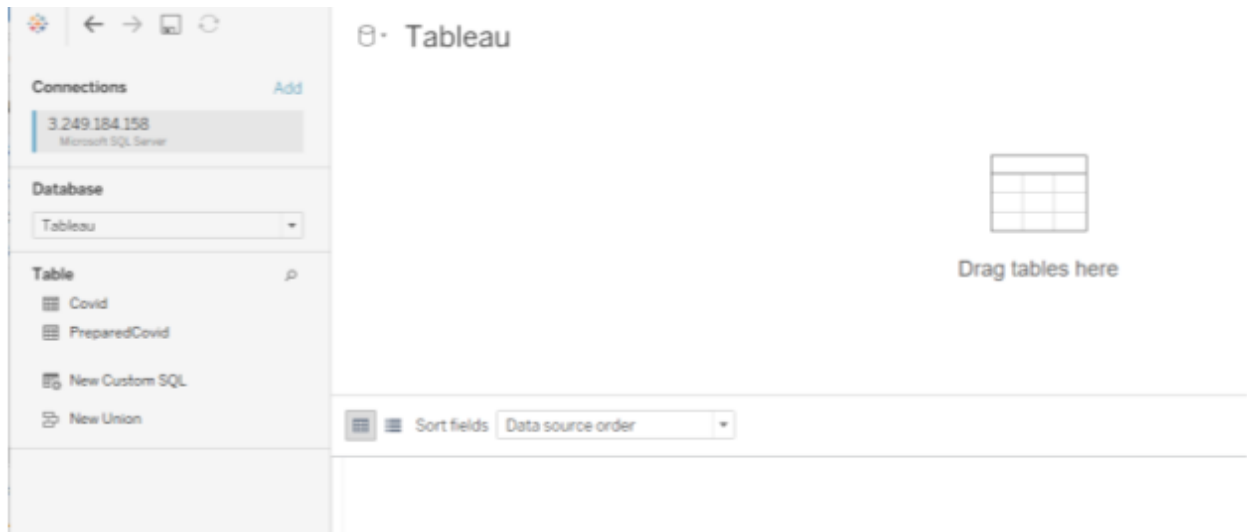 Tableau
Connections Add
3.249.184.158
Microsoft SQL Server
Database
Tableau
Table
Covid
PreparedCovid
New Custom SQL
New Union
Drag tables here
Sort fields Data source order